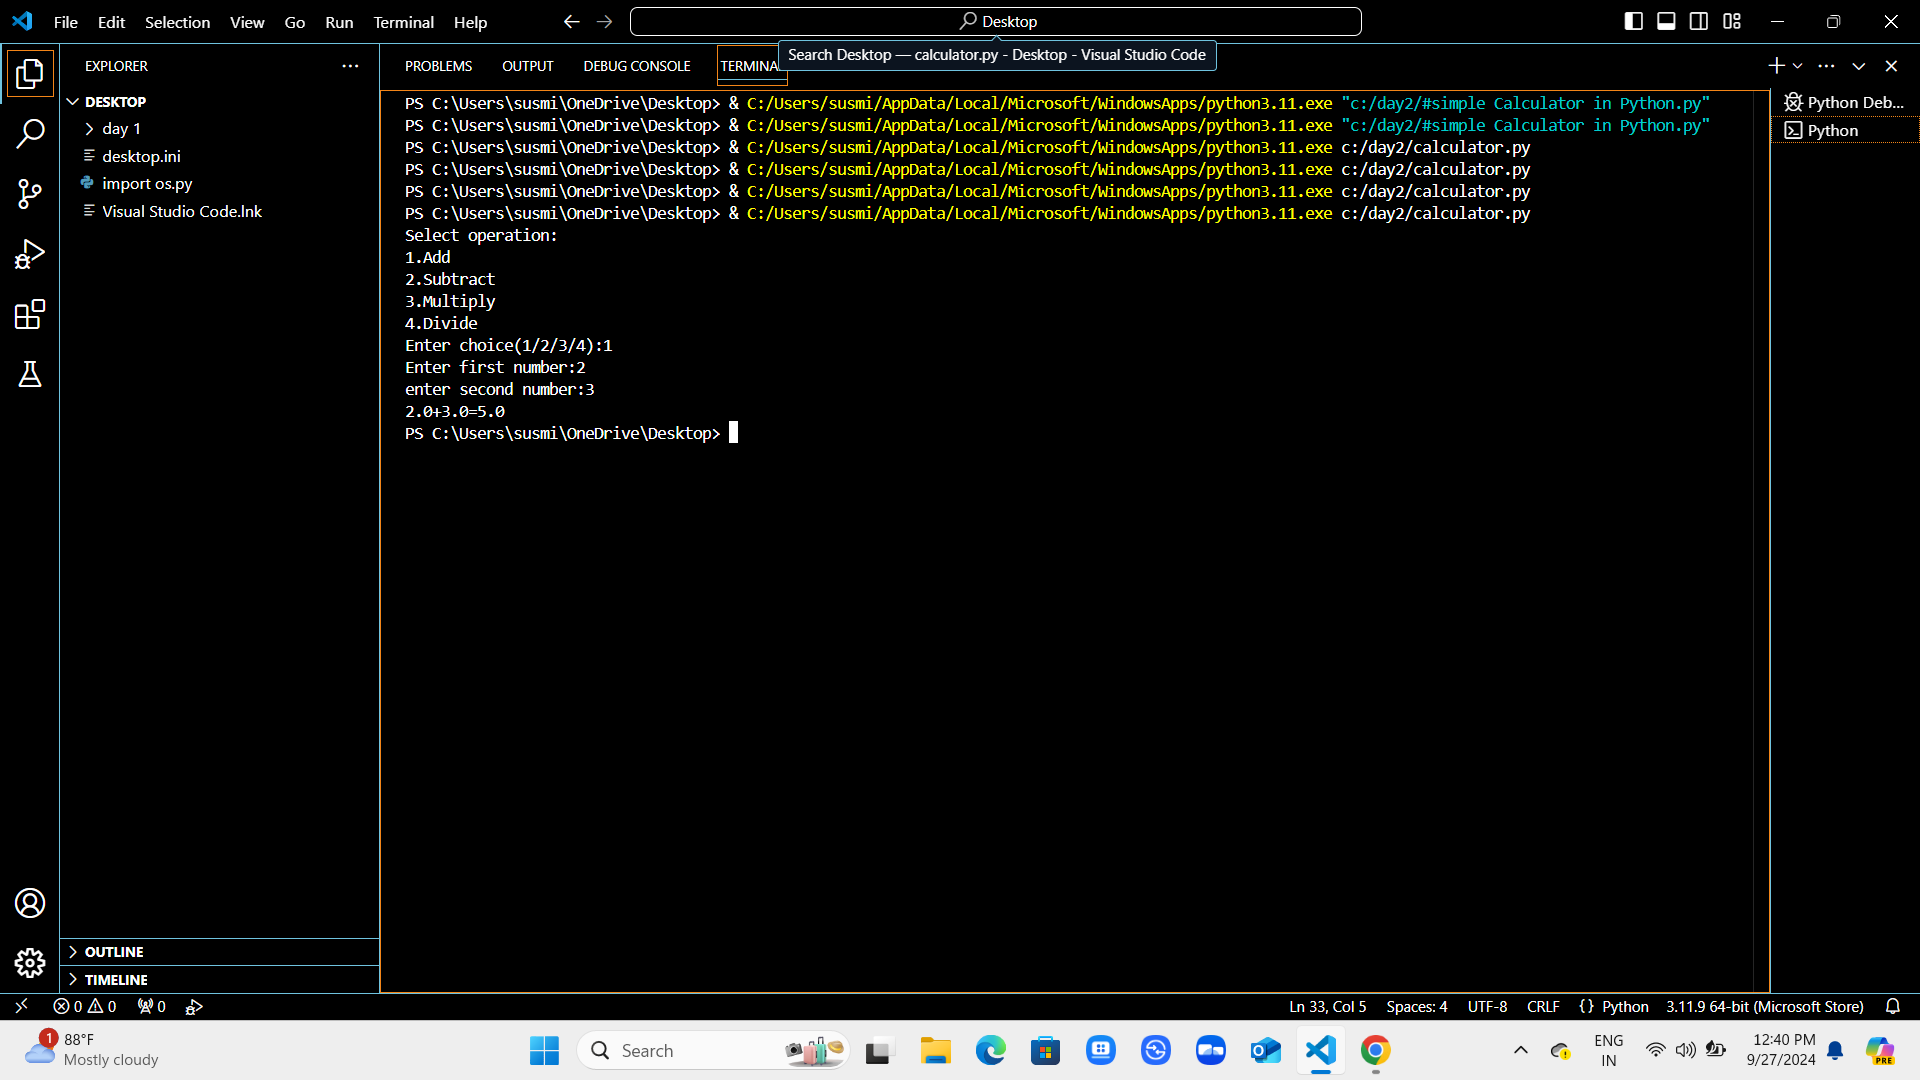 File Edit Selection View Go Run Terminal Help
Desktop
Search Desktop — calculator.py - Desktop - Visual Studio Code
EXPLORER
DESKTOP
day 1
desktop.ini
import os.py
Visual Studio Code.lnk
OUTLINE
TIMELINE
PROBLEMS OUTPUT DEBUG CONSOLE TERMINA
PS C:\Users\susmi\OneDrive\Desktop> & C:/Users/susmi/AppData/Local/Microsoft/WindowsApps/python3.11.exe "c:/day2/#simple Calculator in Python.py"
PS C:\Users\susmi\OneDrive\Desktop> & C:/Users/susmi/AppData/Local/Microsoft/WindowsApps/python3.11.exe "c:/day2/#simple Calculator in Python.py"
PS C:\Users\susmi\OneDrive\Desktop> & C:/Users/susmi/AppData/Local/Microsoft/WindowsApps/python3.11.exe c:/day2/calculator.py
PS C:\Users\susmi\OneDrive\Desktop> & C:/Users/susmi/AppData/Local/Microsoft/WindowsApps/python3.11.exe c:/day2/calculator.py
PS C:\Users\susmi\OneDrive\Desktop> & C:/Users/susmi/AppData/Local/Microsoft/WindowsApps/python3.11.exe c:/day2/calculator.py
PS C:\Users\susmi\OneDrive\Desktop> & C:/Users/susmi/AppData/Local/Microsoft/WindowsApps/python3.11.exe c:/day2/calculator.py
Select operation:
1.Add
2.Subtract
3.Multiply
4.Divide
Enter choice(1/2/3/4):1
Enter first number:2
enter second number:3
2.0+3.0=5.0
PS C:\Users\susmi\OneDrive\Desktop>
Python Deb...
Python
0 0 0
Ln 33, Col 5 Spaces: 4 UTF-8 CRLF {} Python 3.11.9 64-bit (Microsoft Store)
1
88°F
Mostly cloudy
Search
PRE
ENG
IN
12:40 PM
9/27/2024